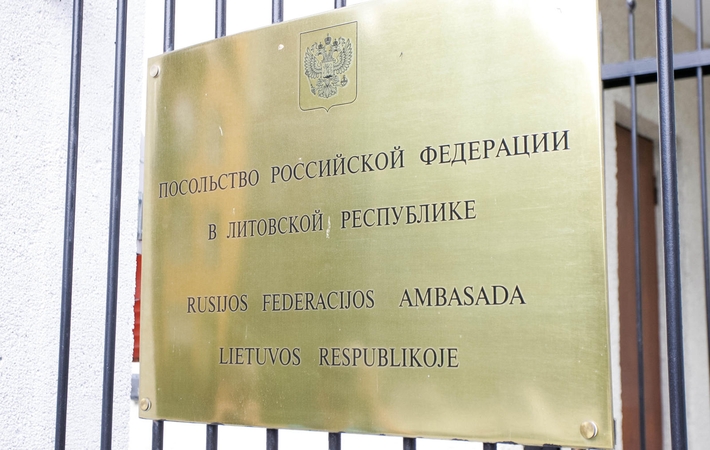 ПОСОЛЬСТВО РОССИЙСКОЙ ФЕДЕРАЦИИ
В ЛИТОВСКОЙ РЕСПУБЛИКЕ
RUSIJOS FEDERACIJOS AMBASADA
LIETUVOS RESPUBLIKOJE